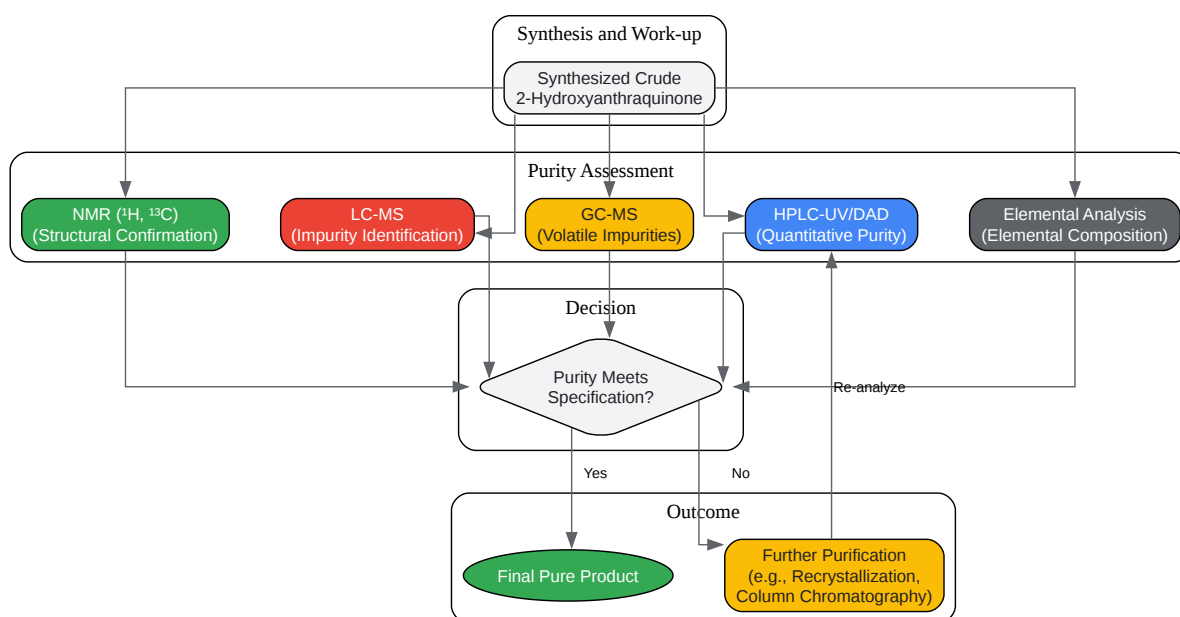 Synthesis and Work-up
Synthesized Crude
2-Hydroxyanthraquinone
Purity Assessment
NMR (¹H, ¹³C)
(Structural Confirmation)
LC-MS
(Impurity Identification)
GC-MS
(Volatile Impurities)
HPLC-UV/DAD
(Quantitative Purity)
Elemental Analysis
(Elemental Composition)
Decision
Purity Meets
Specification?
Re-analyze
Yes
No
Outcome
Final Pure Product
Further Purification
(e.g., Recrystallization,
Column Chromatography)